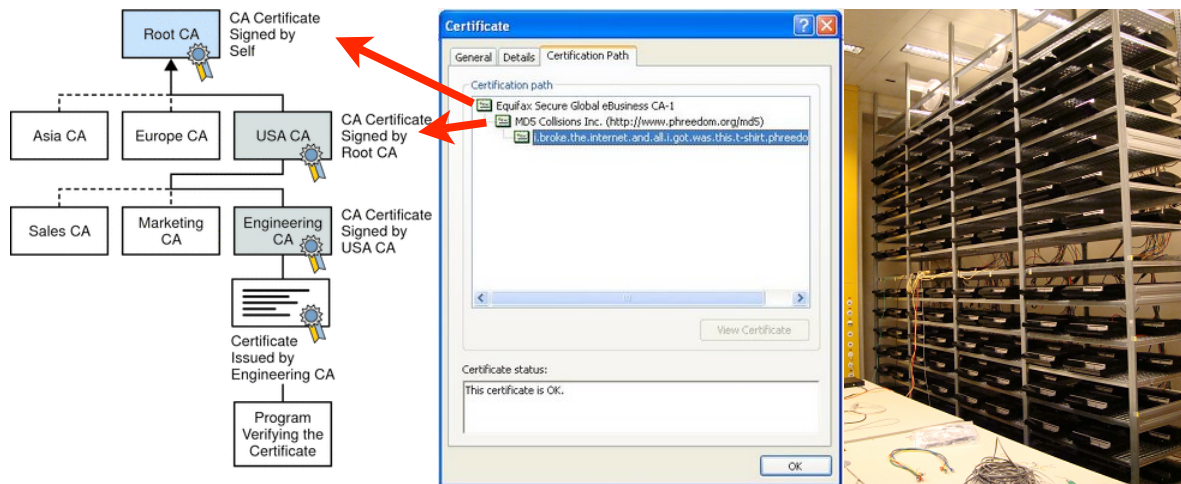 Root CA
CA Certificate
Signed by
Self
Asia CA
Europe CA
USA CA
CA Certificate
Signed by
Root CA
Sales CA
Marketing
CA
Engineering
CA
CA Certificate
Signed by
USA CA
Certificate
Issued by
Engineering CA
Program
Verifying the
Certificate
Certificate
General
Details
Certification Path
Certification path
Equifax Secure Global eBusiness CA-1
MD5 Collisions Inc. (http://www.phreedom.org/md5)
i.broke.the.internet.and.all.i.got.was.this.t-shirt.phreedo
View Certificate
Certificate status:
This certificate is OK.
OK